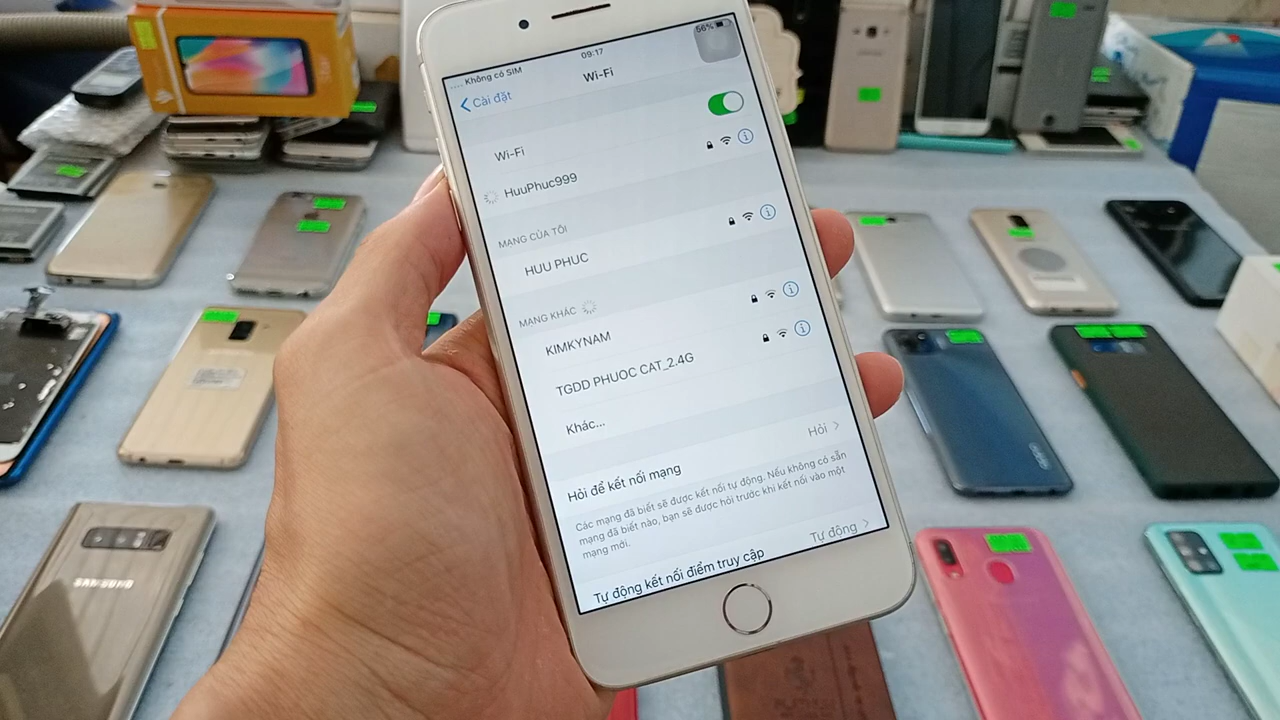 Không có SIM
09:17
66%
Cài đặt
Wi-Fi
Wi-Fi
HuuPhuc999
MẠNG CỦA TÔI
HUU PHUC
MẠNG KHÁC
KIMKYNAM
TGDD PHUOC CAT_2.4G
Khác...
Hỏi để kết nối mạng
Hỏi
Các mạng đã biết sẽ được kết nối tự động. Nếu không có sẵn
mạng đã biết nào, bạn sẽ được hỏi trước khi kết nối vào một
mạng mới.
Tự động kết nối điểm truy cập
Tự động
SAMSUNG
oppo